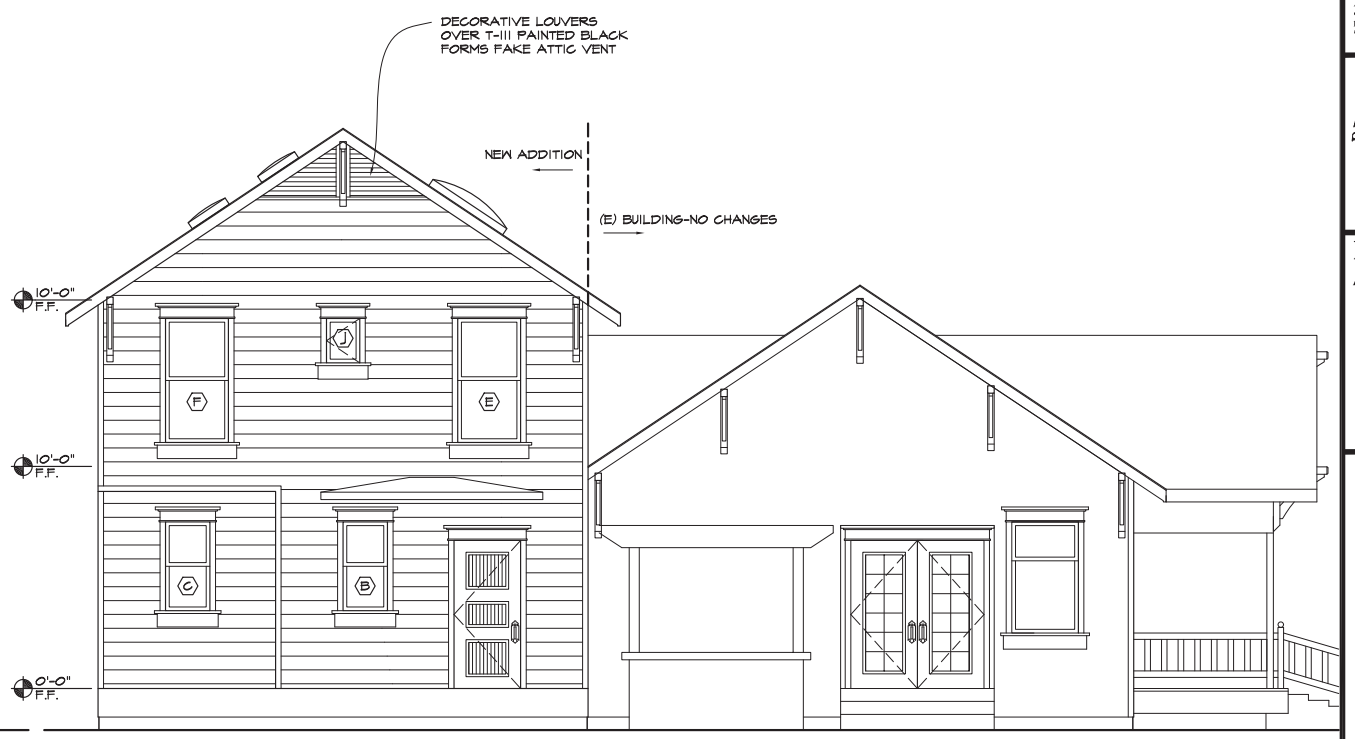 DECORATIVE LOUVERS
OVER T-111 PAINTED BLACK
FORMS FAKE ATTIC VENT
NEW ADDITION
(E) BUILDING-NO CHANGES
10'-0"
F.F.
J
F
E
10'-0"
F.F.
C
B
0'-0"
F.F.